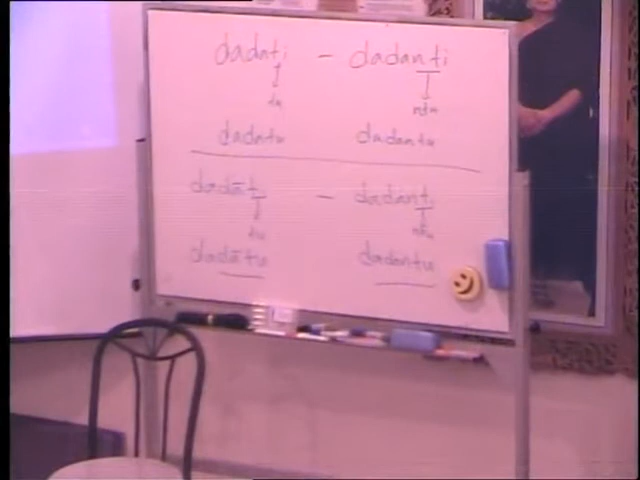 dadati - dadanti
tu ntu
dadatu dadantu
dadāti - dadanti
tu ntu
dadātu dadantu